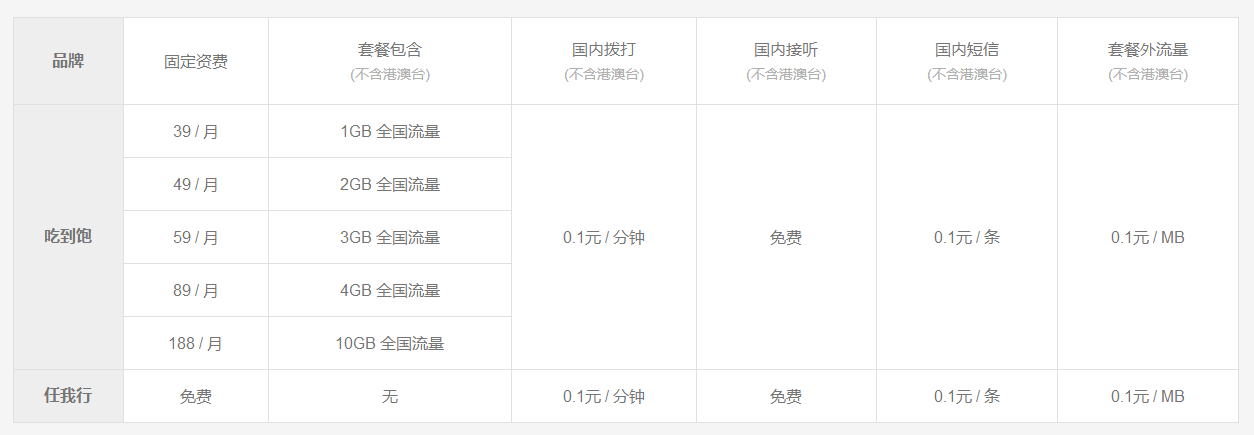 品牌
固定资费
套餐包含
(不含港澳台)
国内拨打
(不含港澳台)
国内接听
(不含港澳台)
国内短信
(不含港澳台)
套餐外流量
(不含港澳台)
吃到饱
39 / 月
1GB 全国流量
49 / 月
2GB 全国流量
59 / 月
3GB 全国流量
89 / 月
4GB 全国流量
188 / 月
10GB 全国流量
0.1元 / 分钟
免费
0.1元 / 条
0.1元 / MB
任我行
免费
无
0.1元 / 分钟
免费
0.1元 / 条
0.1元 / MB